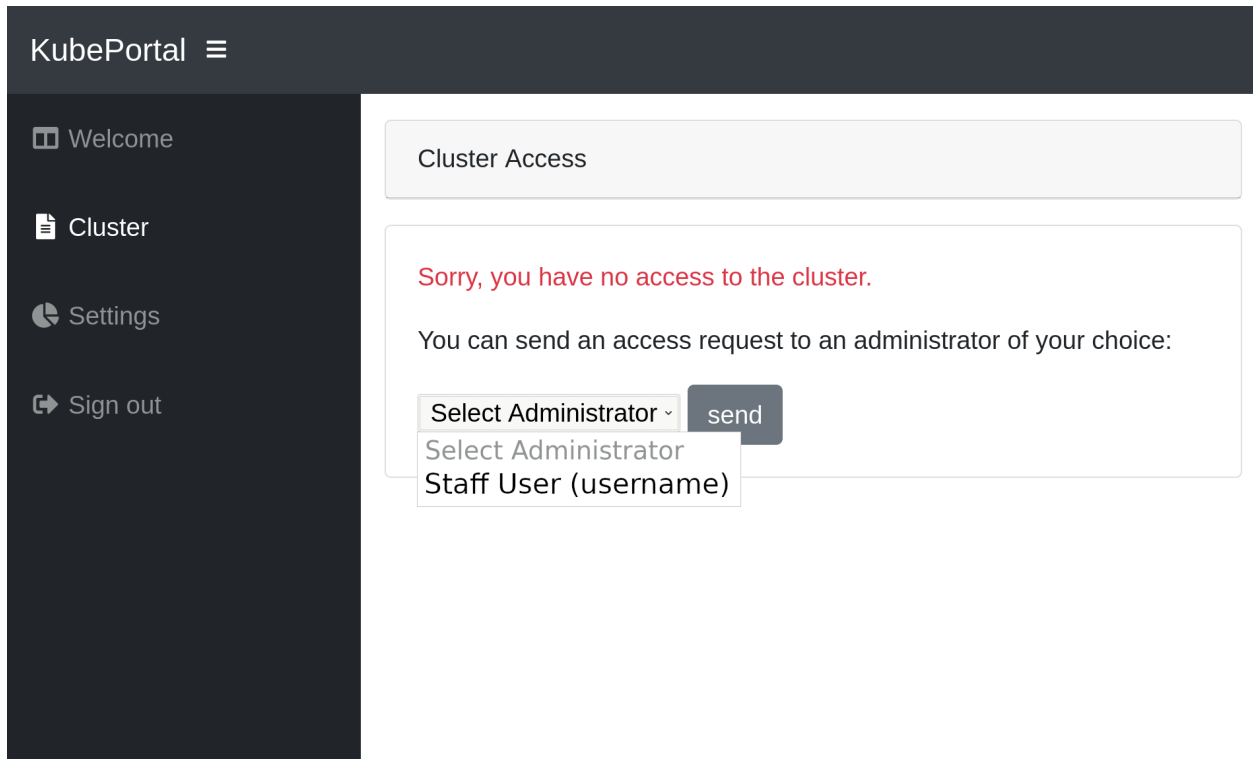 KubePortal
Welcome
Cluster
Settings
Sign out
Cluster Access
Sorry, you have no access to the cluster.
You can send an access request to an administrator of your choice:
Select Administrator
send
Select Administrator
Staff User (username)